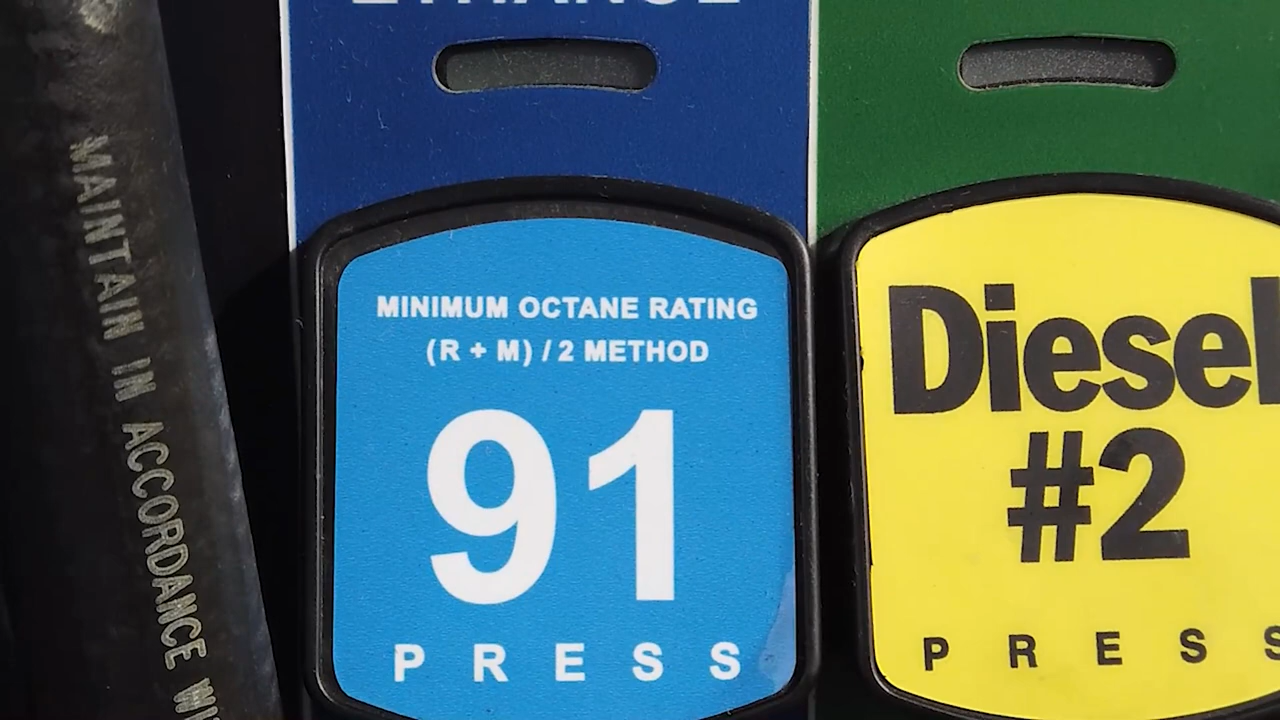 MAINTAIN IN ACCORDANCE
MINIMUM OCTANE RATING
(R + M) / 2 METHOD
91
PRESS
Diesel
#2
PRESS